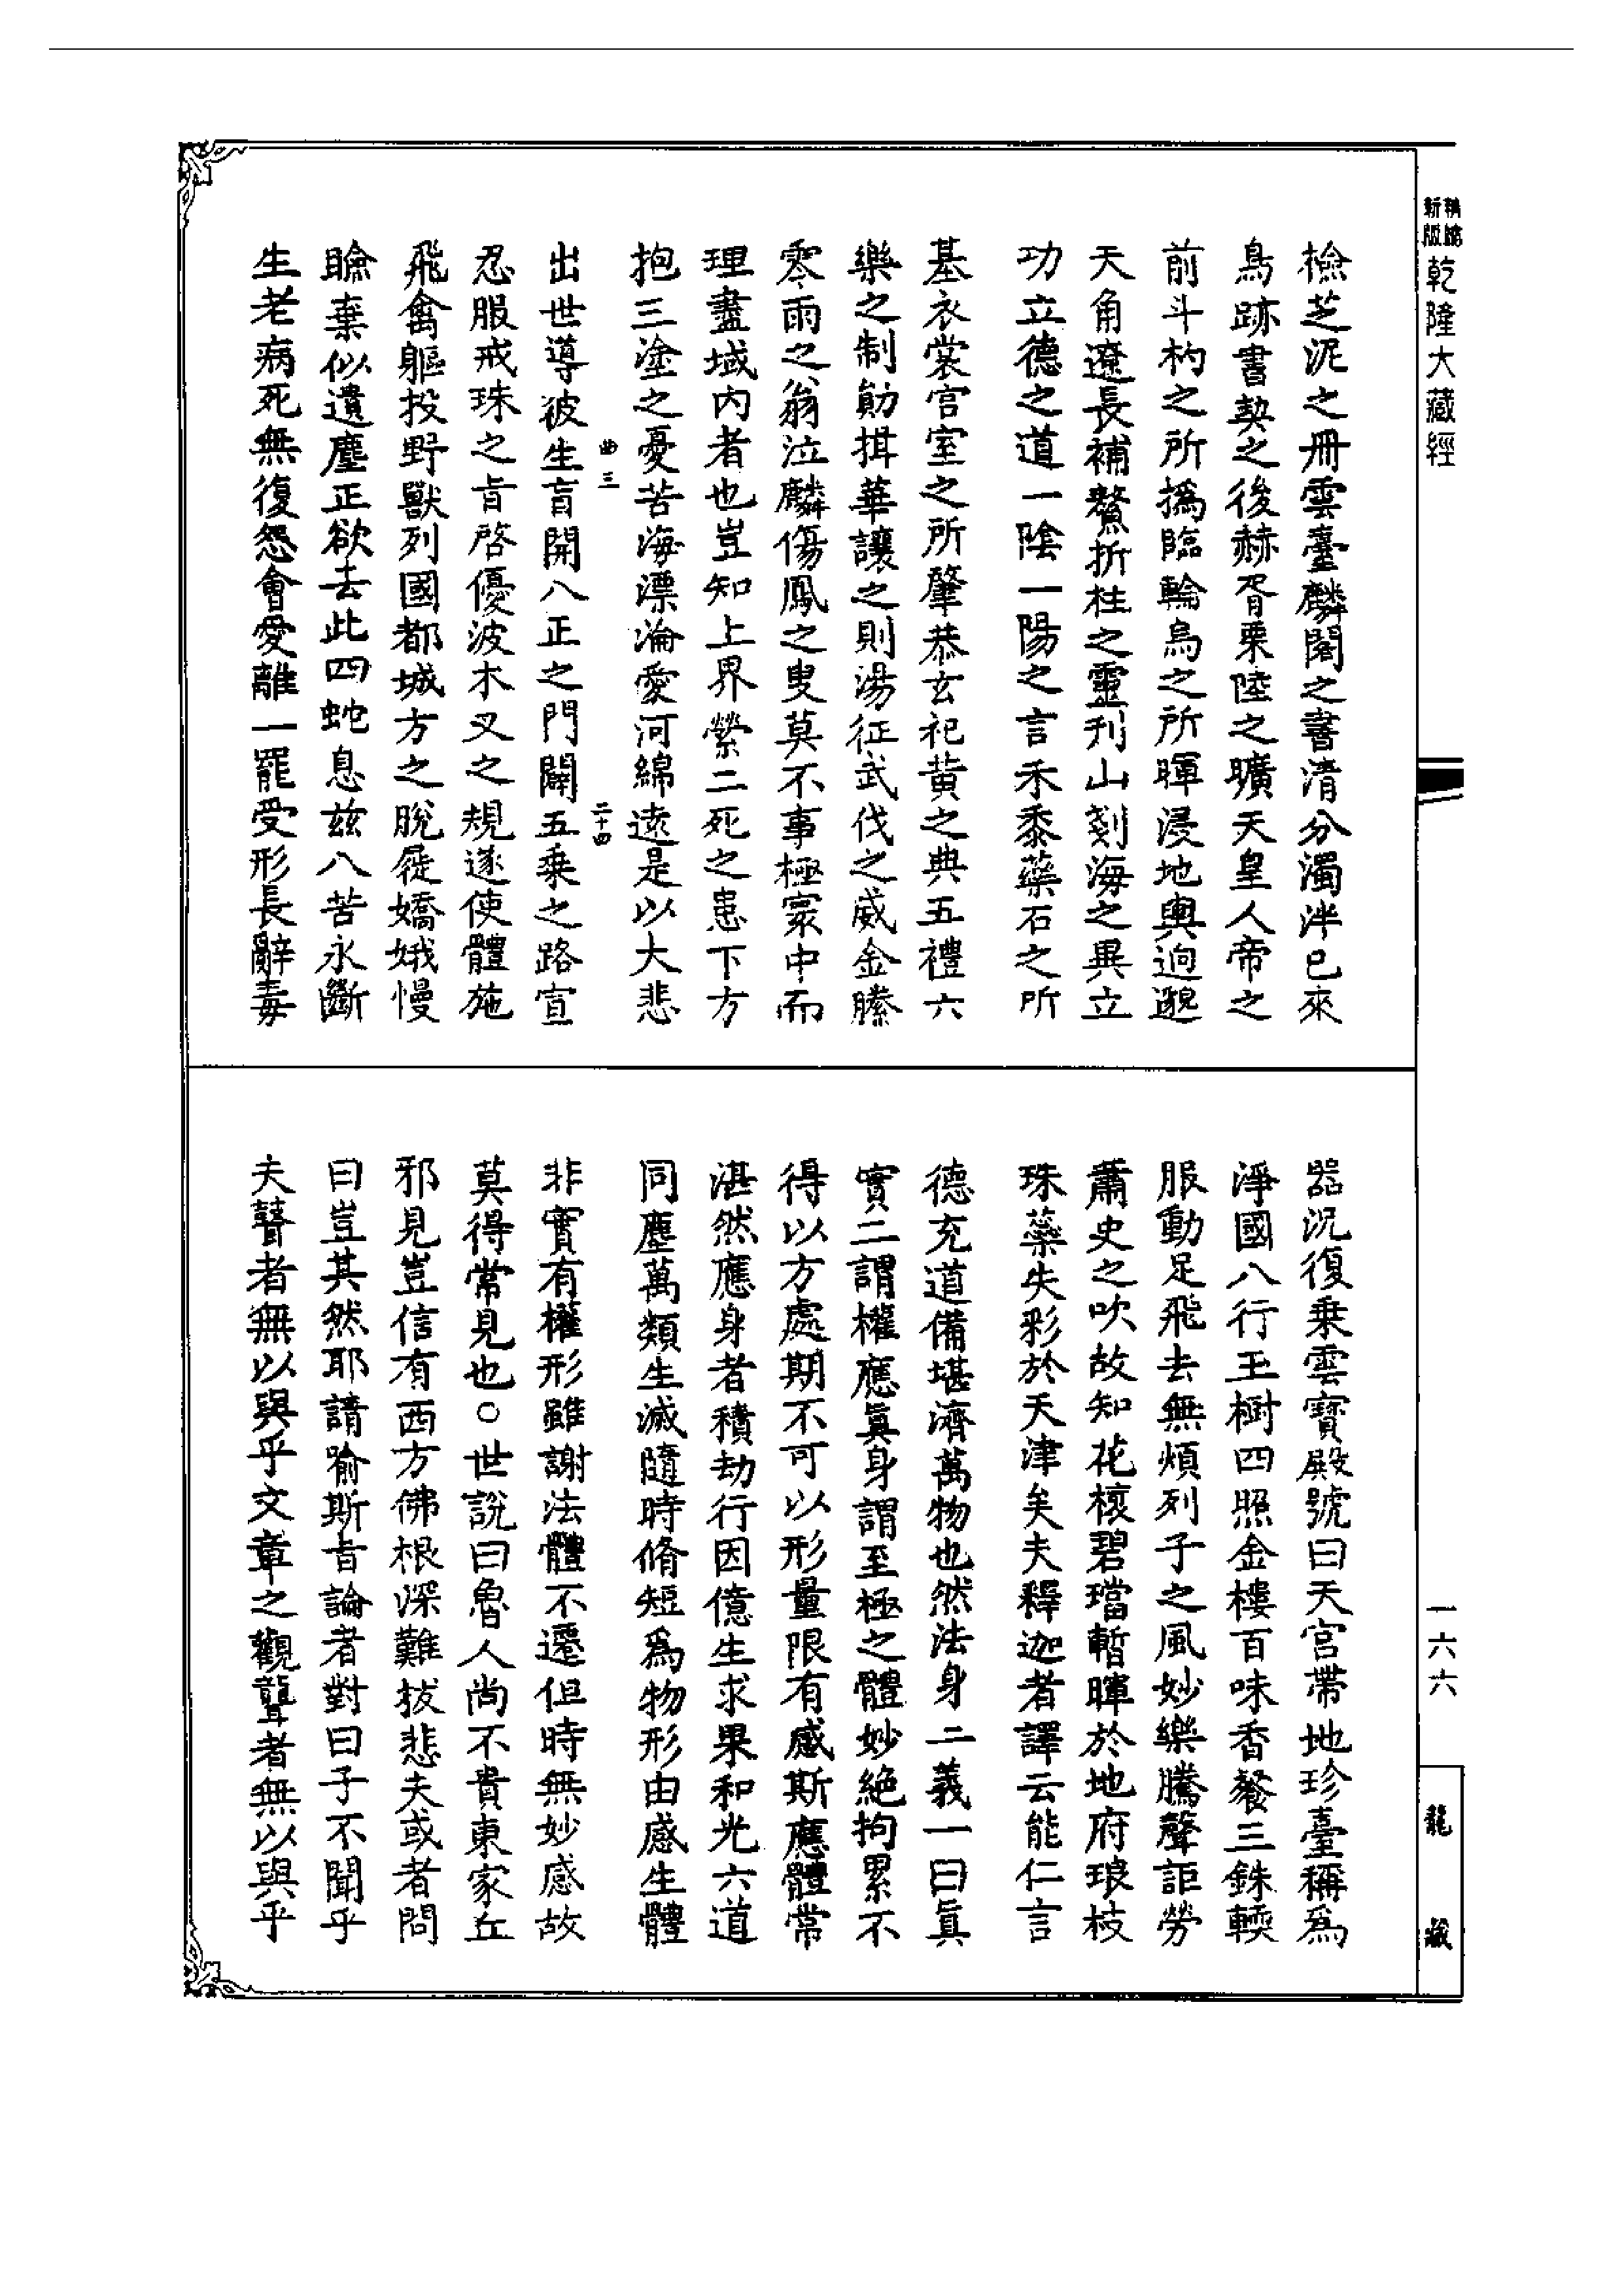 新版精縮
乾隆大藏經
檢芝泥之冊雲臺麟閣之書清分濁泮已來
鳥跡書契之後赫胥栗陸之曠天皇人帝之
前斗杓之所撝臨輪烏之所暉浸地輿逈邈
天角遼長補鰲折柱之靈刊山剗海之異立
功立德之道一陰一陽之言禾黍藥石之所
基衣裳宮室之所肇恭玄祀黄之典五禮六
樂之制勛揖華讓之則湯征武伐之威金縢
零雨之翁泣麟傷鳳之叟莫不事極寰中而
理盡域内者也豈知上界縈二死之患下方
抱三塗之憂苦海漂淪愛河綿遠是以大悲
曲三
二十四
出世導彼生盲開八正之門闢五乗之路宣
忍服戒珠之旨啓優波木叉之規遂使體施
飛禽軀投野獸列國都城方之脫屣嬌娥慢
瞼棄似遺塵正欲去此四蛇息兹八苦永斷
生老病死無復怨會愛離一罷受形長辭毒
器況復乗雲寶殿號曰天宫帶地珍臺稱爲
淨國八行玉樹四照金樓百味香餐三銖輭
服動足飛去無煩列子之風妙樂騰聲詎勞
蕭史之吹故知花榱碧璫暫暉於地府琅枝
珠藥失彩於天津矣夫釋迦者譯云能仁言
德充道備堪濟萬物也然法身二義一曰眞
實二謂權應眞身謂至極之體妙絶拘累不
得以方處期不可以形量限有感斯應體常
湛然應身者積劫行因億生求果和光六道
同塵萬類生滅隨時脩短爲物形由感生體
非實有權形雖謝法體不遷但時無妙感故
莫得常見也○世說曰魯人尚不貴東家丘
邪見豈信有西方佛根深難拔悲夫或者問
曰豈其然耶請喻斯旨論者對曰子不聞乎
夫瞽者無以與乎文章之觀聾者無以與乎
一六六
龍藏